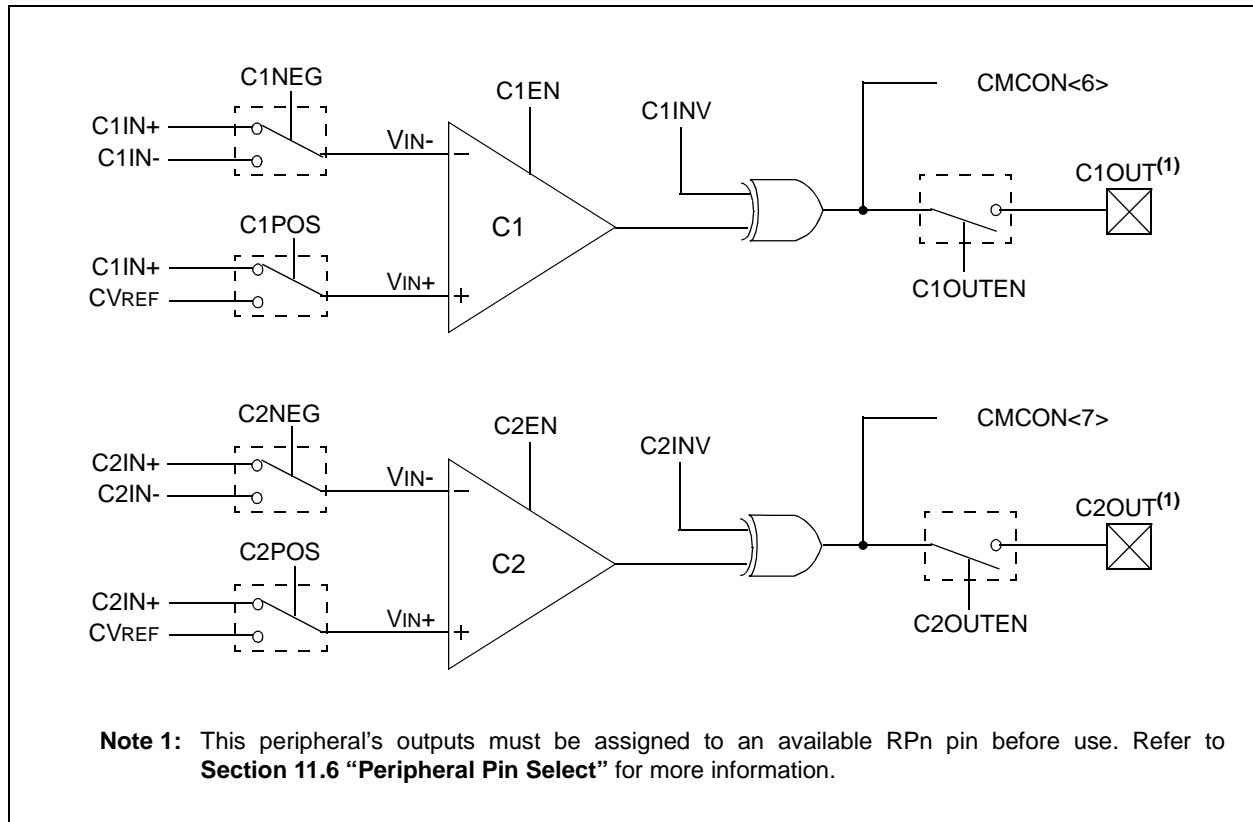 C1NEG
C1EN
C1INV
CMCON<6>
C1IN+
C1IN-
VIN-
−
C1OUT(1)
C1
C1POS
C1IN+
CVREF
VIN+
+
C1OUTEN
C2NEG
C2EN
C2INV
CMCON<7>
C2IN+
C2IN-
VIN-
−
C2OUT(1)
C2
C2POS
C2IN+
CVREF
VIN+
+
C2OUTEN
Note 1: This peripheral's outputs must be assigned to an available RPn pin before use. Refer to
Section 11.6 “Peripheral Pin Select” for more information.